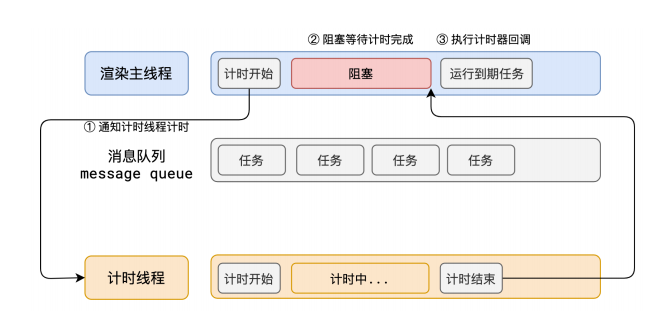 ② 阻塞等待计时完成
③ 执行计时器回调
渲染主线程
计时开始
阻塞
运行到期任务
① 通知计时线程计时
消息队列
message queue
任务
任务
任务
任务
计时线程
计时开始
计时中...
计时结束